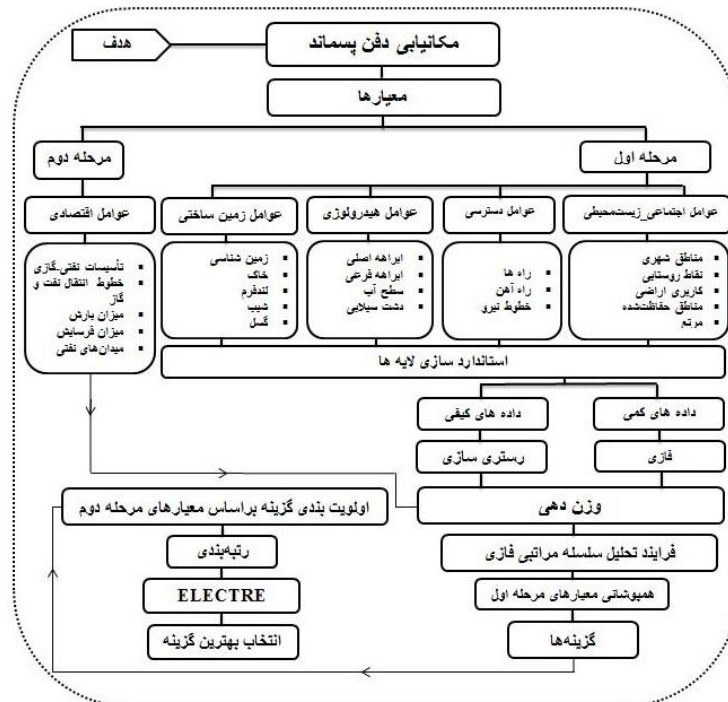 مکانیابی دفن پسماند
هدف
معیارها
مرحله اول
مرحله دوم
عوامل اجتماعی_زیست‌محیطی
عوامل دسترسی
عوامل هیدرولوژی
عوامل زمین ساختی
عوامل اقتصادی
مناطق شهری
نقاط روستایی
کاربری اراضی
مناطق حفاظت‌شده
مرتع
راه ها
راه آهن
خطوط نیرو
ابراهه اصلی
ابراهه فرعی
سطح آب
دشت سیلابی
زمین شناسی
خاک
لندفرم
شیب
گسل
تأسیسات نفتی-گازی
خطوط انتقال نفت و
گاز
میزان بارش
میزان فرسایش
میدان‌های نفتی
استاندارد سازی لایه ها
داده های کمی
داده های کیفی
فازی
رستری سازی
وزن دهی
فرایند تحلیل سلسله مراتبی فازی
همپوشانی معیارهای مرحله اول
گزینه‌ها
اولویت بندی گزینه براساس معیارهای مرحله دوم
رتبه‌بندی
ELECTRE
انتخاب بهترین گزینه